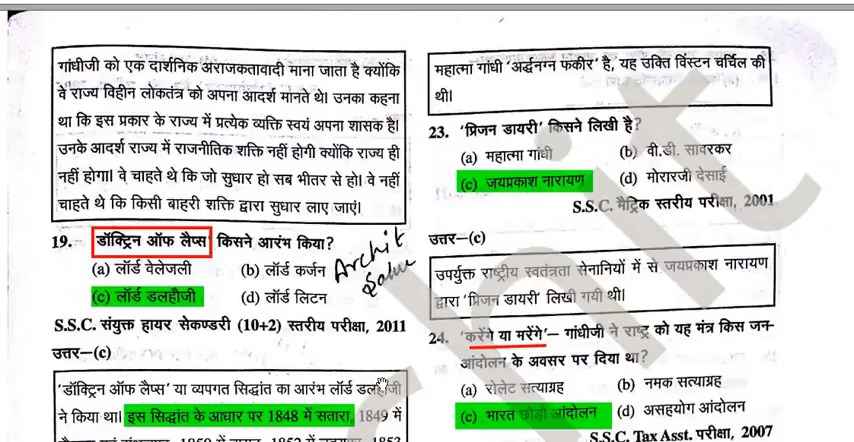 गांधीजी को एक दार्शनिक अराजकतावादी माना जाता है क्योंकि
वे राज्य विहीन लोकतंत्र को अपना आदर्श मानते थे। उनका कहना
था कि इस प्रकार के राज्य में प्रत्येक व्यक्ति स्वयं अपना शासक है।
उनके आदर्श राज्य में राजनीतिक शक्ति नहीं होगी क्योंकि राज्य ही
नहीं होगा। वे चाहते थे कि जो सुधार हो सब भीतर से हो। वे नहीं
चाहते थे कि किसी बाहरी शक्ति द्वारा सुधार लाए जाएं।
19. डॉक्ट्रिन ऑफ लैप्स किसने आरंभ किया?
(a) लॉर्ड वेलेजली (b) लॉर्ड कर्जन
(c) लॉर्ड डलहौजी (d) लॉर्ड लिटन
Archit
S.S.C. संयुक्त हायर सेकण्डरी (10+2) स्तरीय परीक्षा, 2011
उत्तर–(c)
'डॉक्ट्रिन ऑफ लैप्स' या व्यपगत सिद्धांत का आरंभ लॉर्ड डलहौजी
ने किया था। इस सिद्धांत के आधार पर 1848 में सतारा, 1849 में
महात्मा गांधी 'अर्द्धनग्न फकीर' है, यह उक्ति विंस्टन चर्चिल की
थी।
23. 'प्रिजन डायरी' किसने लिखी है?
(a) महात्मा गांधी (b) वी.डी. सावरकर
(c) जयप्रकाश नारायण (d) मोरारजी देसाई
S.S.C. मैट्रिक स्तरीय परीक्षा, 2001
उत्तर–(c)
उपर्युक्त राष्ट्रीय स्वतंत्रता सेनानियों में से जयप्रकाश नारायण
द्वारा 'प्रिजन डायरी' लिखी गयी थी।
24. 'करेंगे या मरेंगे'– गांधीजी ने राष्ट्र को यह मंत्र किस जन-
आंदोलन के अवसर पर दिया था?
(a) रोलेट सत्याग्रह (b) नमक सत्याग्रह
(c) भारत छोडो आंदोलन (d) असहयोग आंदोलन
S.S.C. Tax Asst. परीक्षा, 2007